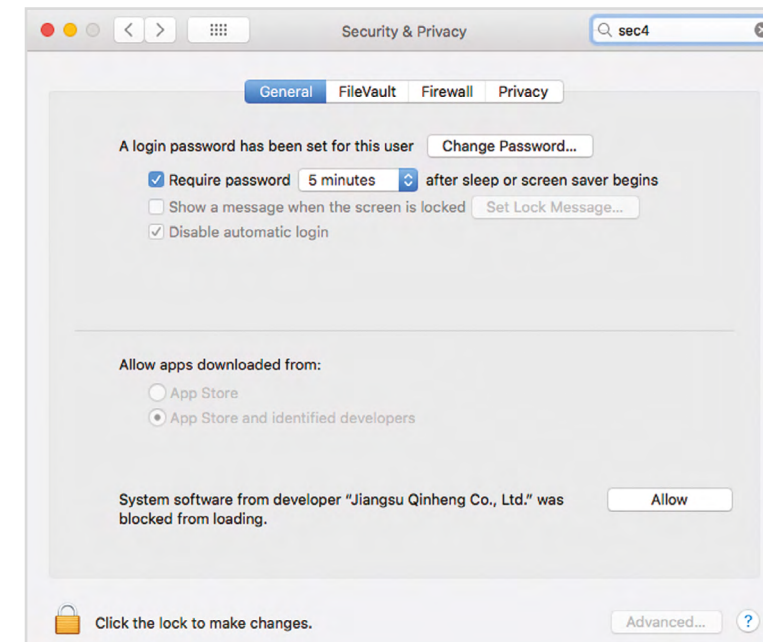 Security & Privacy
sec4
General FileVault Firewall Privacy
A login password has been set for this user Change Password...
Require password 5 minutes after sleep or screen saver begins
Show a message when the screen is locked Set Lock Message...
Disable automatic login
Allow apps downloaded from:
App Store
App Store and identified developers
System software from developer “Jiangsu Qinheng Co., Ltd.” was
blocked from loading.
Allow
Click the lock to make changes.
Advanced... ?